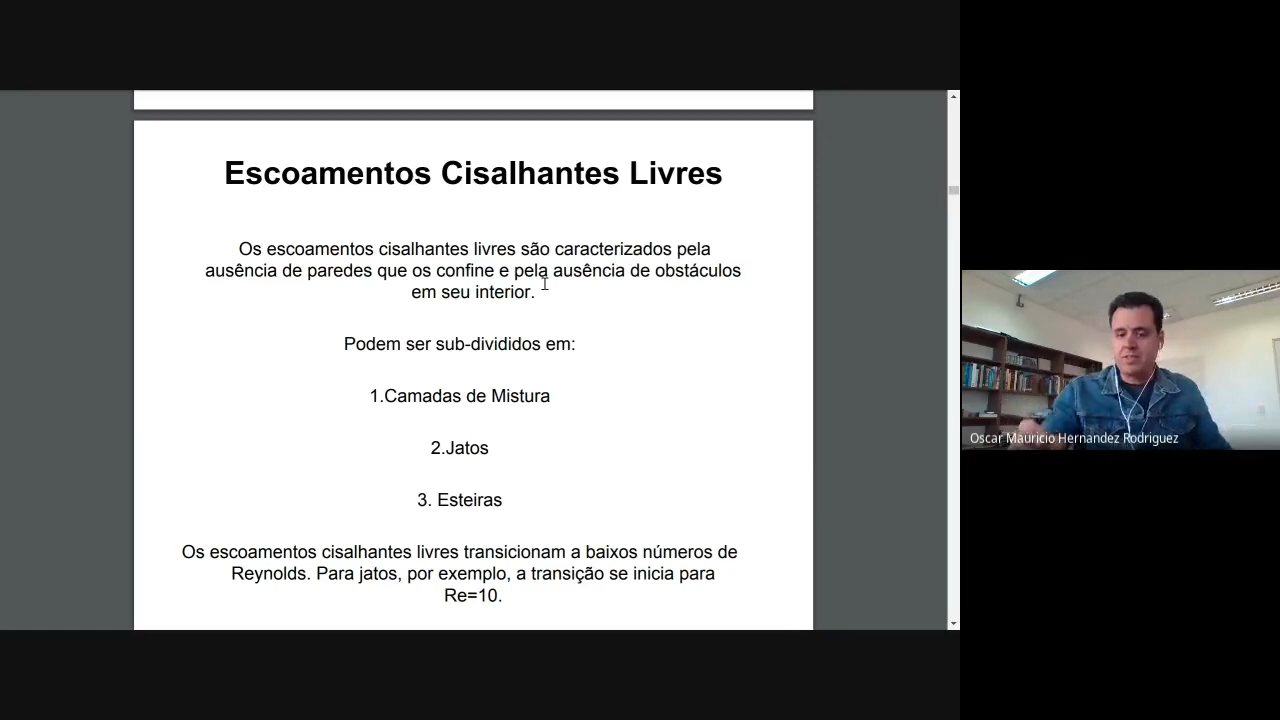 Escoamentos Cisalhantes Livres
Os escoamentos cisalhantes livres são caracterizados pela
ausência de paredes que os confine e pela ausência de obstáculos
em seu interior.
Podem ser sub-divididos em:
1.Camadas de Mistura
2.Jatos
3. Esteiras
Os escoamentos cisalhantes livres transicionam a baixos números de
Reynolds. Para jatos, por exemplo, a transição se inicia para
Re=10.
Oscar Mauricio Hernandez Rodriguez